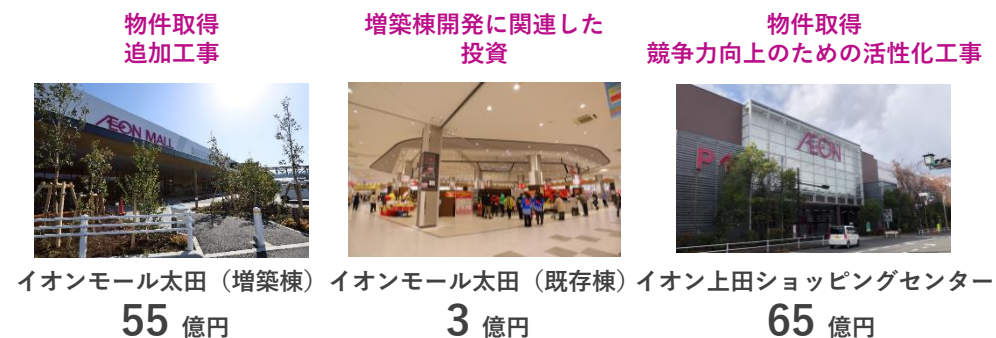 物件取得
追加工事
増築棟開発に関連した
投資
物件取得
競争力向上のための活性化工事
ÆON MALL
ÆON
P
イオンモール太田（増築棟）
イオンモール太田（既存棟）
イオン上田ショッピングセンター
55 億円
3 億円
65 億円